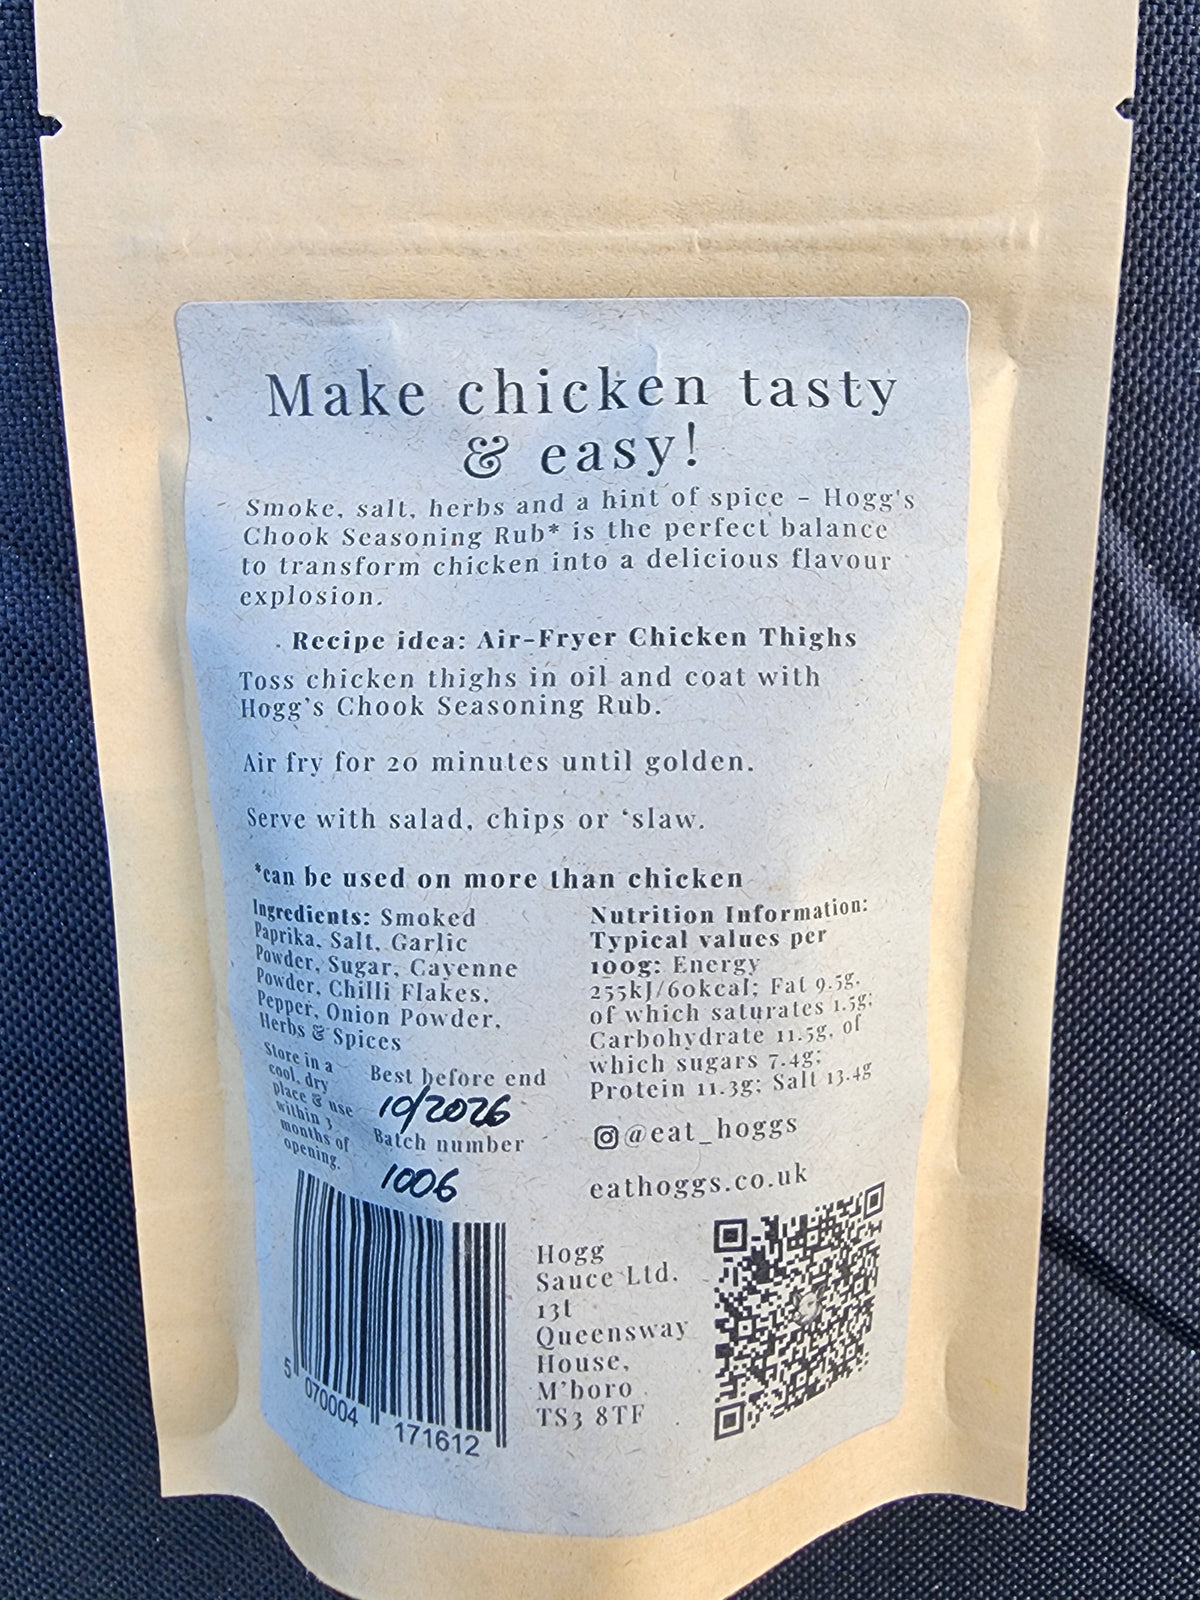 Make chicken tasty
& easy!
Smoke, salt, herbs and a hint of spice - Hogg's
Chook Seasoning Rub* is the perfect balance
to transform chicken into a delicious flavour
explosion.
Recipe idea: Air-Fryer Chicken Thighs
Toss chicken thighs in oil and coat with
Hogg's Chook Seasoning Rub.
Air fry for 20 minutes until golden.
Serve with salad, chips or ‘slaw.
*can be used on more than chicken
Ingredients: Smoked
Paprika, Salt, Garlic
Powder, Sugar, Cayenne
Powder, Chilli Flakes,
Pepper, Onion Powder,
Herbs & Spices
Store in a
cool, dry
place & use
within 3
months of
opening.
Best before end
10/2026
Batch number
1006
Nutrition Information:
Typical values per
100g: Energy
255kJ/60kcal; Fat 9.5g,
of which saturates 1.5g;
Carbohydrate 11.5g, of
which sugars 7.4g;
Protein 11.3g; Salt 13.4g
@eat_hoggs
eathoggs.co.uk
Hogg
Sauce Ltd.
13t
Queensway
House,
M'boro
TS3 8TF
5 070004 171612